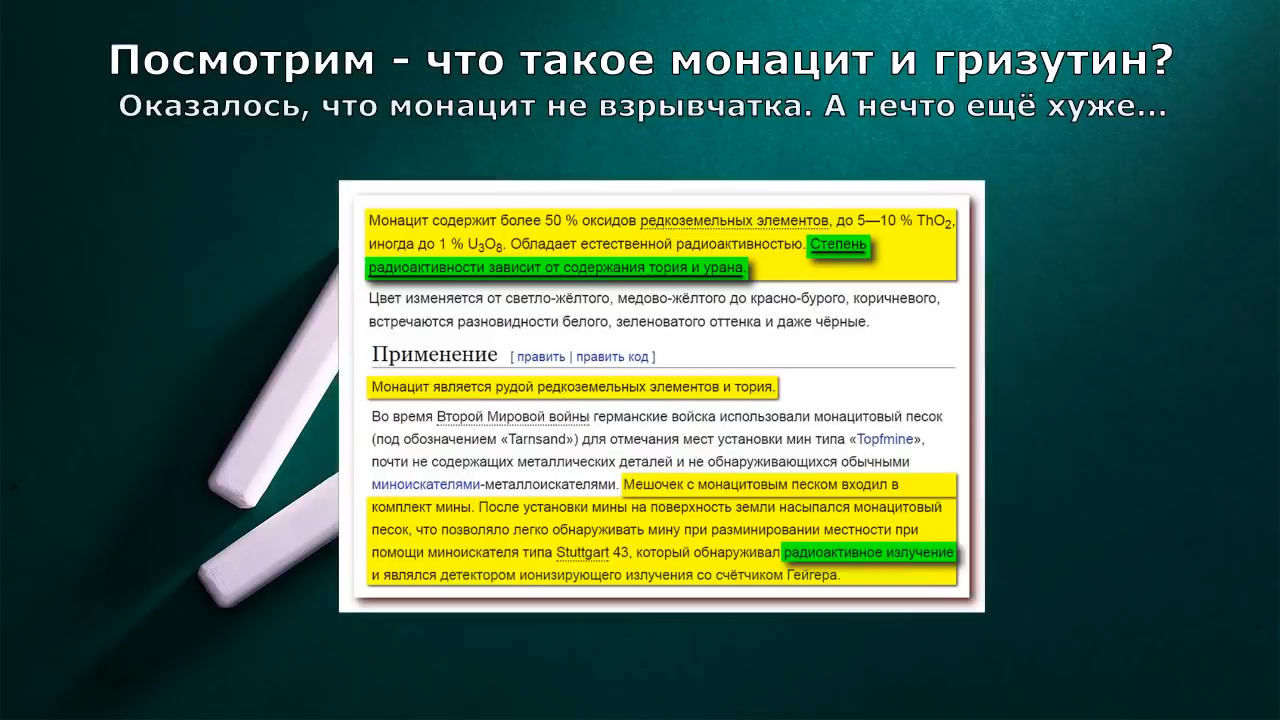 Посмотрим - что такое монацит и гризутин?
Оказалось, что монацит не взрывчатка. А нечто ещё хуже...
Монацит содержит более 50 % оксидов редкоземельных элементов, до 5—10 % ThO₂,
иногда до 1 % U₃O₈. Обладает естественной радиоактивностью. Степень
радиоактивности зависит от содержания тория и урана.
Цвет изменяется от светло-жёлтого, медово-жёлтого до красно-бурого, коричневого,
встречаются разновидности белого, зеленоватого оттенка и даже чёрные.
Применение [ править | править код ]
Монацит является рудой редкоземельных элементов и тория.
Во время Второй Мировой войны германские войска использовали монацитовый песок
(под обозначением «Tarnsand») для отмечания мест установки мин типа «Topfmine»,
почти не содержащих металлических деталей и не обнаруживающихся обычными
миноискателями-металлоискателями. Мешочек с монацитовым песком входил в
комплект мины. После установки мины на поверхность земли насыпался монацитовый
песок, что позволяло легко обнаруживать мину при разминировании местности при
помощи миноискателя типа Stuttgart 43, который обнаруживал радиоактивное излучение
и являлся детектором ионизирующего излучения со счётчиком Гейгера.